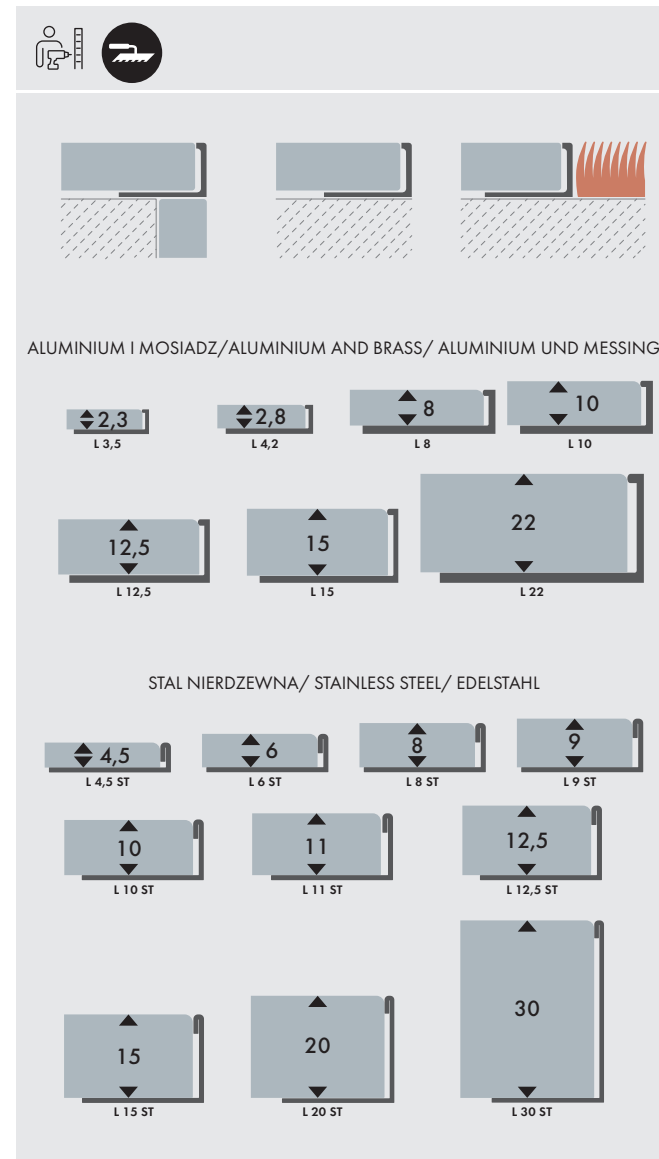 ALUMINIUM I MOSIADZ/ALUMINIUM AND BRASS/ ALUMINIUM UND MESSING
2,3 2,8 8 10
L 3,5 L 4,2 L 8 L 10
12,5 15 22
L 12,5 L 15 L 22
STAL NIERDZEWNA/ STAINLESS STEEL/ EDELSTAHL
4,5 6 8 9
L 4,5 ST L 6 ST L 8 ST L 9 ST
10 11 12,5
L 10 ST L 11 ST L 12,5 ST
15 20 30
L 15 ST L 20 ST L 30 ST